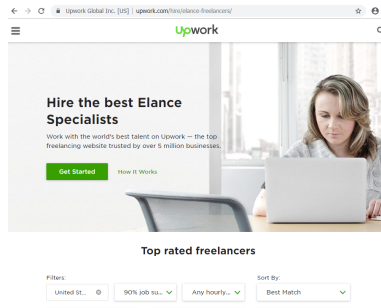 Upwork Global Inc. [US] | upwork.com/hire/elance-freelancers/
Upwork
Hire the best Elance
Specialists
Work with the world's best talent on Upwork — the top
freelancing website trusted by over 5 million businesses.
Get Started How It Works
Top rated freelancers
Filters: Sort By:
United St... 90% job su... Any hourly... Best Match